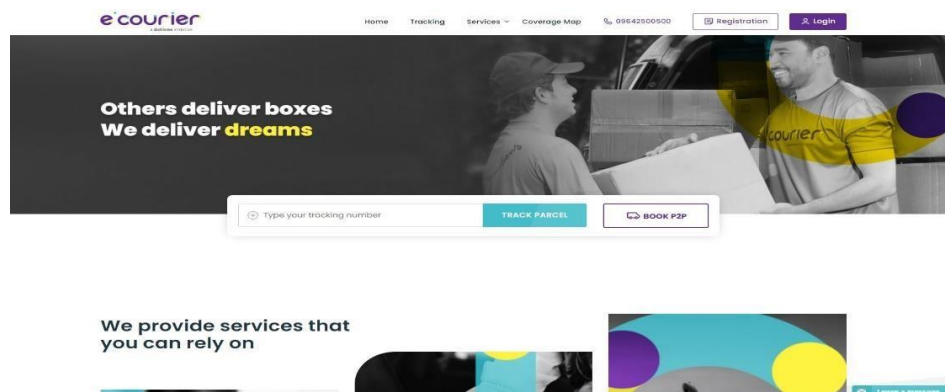 e'courier
Home Tracking Services Coverage Map 09642500500 Registration Login
Others deliver boxes
We deliver dreams
courier
Type your tracking number TRACK PARCEL BOOK P2P
We provide services that
you can rely on